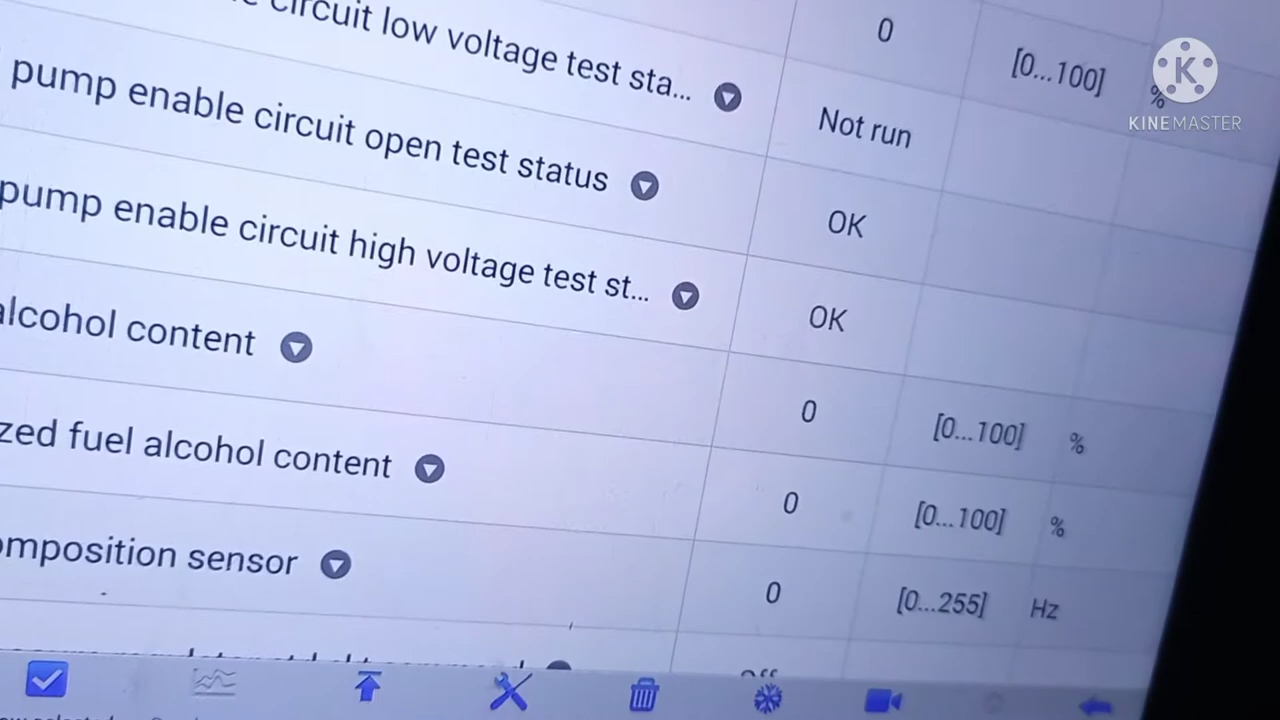 circuit low voltage test sta... 0 [0...100] %
pump enable circuit open test status Not run
pump enable circuit high voltage test st... OK
alcohol content OK
zed fuel alcohol content 0 [0...100] %
omposition sensor 0 [0...100] %
0 [0...255] Hz
Off
KINEMASTER